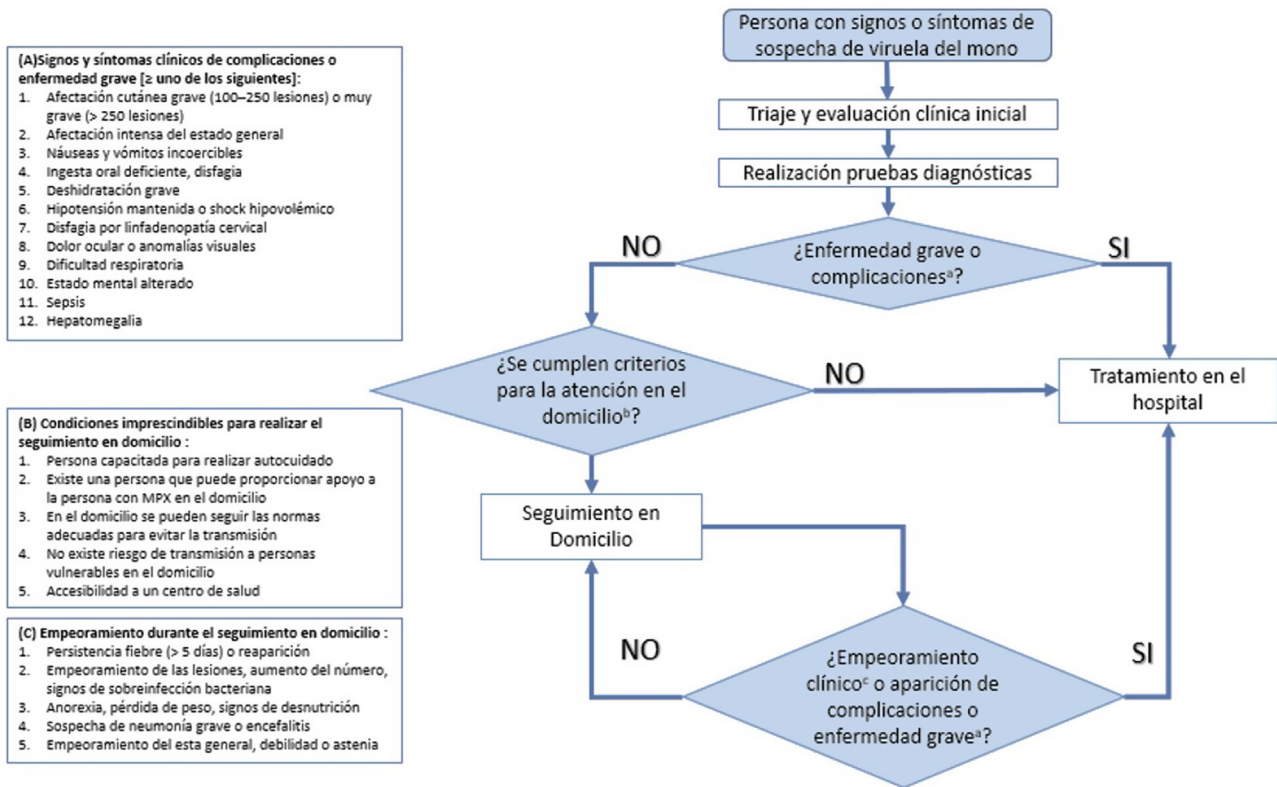 Persona con signos o síntomas de
sospecha de viruela del mono
Triaje y evaluación clínica inicial
Realización pruebas diagnósticas
¿Enfermedad grave o
complicacionesᵃ?
NO
SI
¿Se cumplen criterios
para la atención en el
domicilioᵇ?
NO
Tratamiento en el
hospital
Seguimiento en
Domicilio
¿Empeoramiento
clínicoᶜ o aparición de
complicaciones o
enfermedad graveᵃ?
NO
SI
(A)Signos y síntomas clínicos de complicaciones o
enfermedad grave [≥ uno de los siguientes]:
1. Afectación cutánea grave (100–250 lesiones) o muy
grave (> 250 lesiones)
2. Afectación intensa del estado general
3. Náuseas y vómitos incoercibles
4. Ingesta oral deficiente, disfagia
5. Deshidratación grave
6. Hipotensión mantenida o shock hipovolémico
7. Disfagia por linfadenopatía cervical
8. Dolor ocular o anomalías visuales
9. Dificultad respiratoria
10. Estado mental alterado
11. Sepsis
12. Hepatomegalia
(B) Condiciones imprescindibles para realizar el
seguimiento en domicilio :
1. Persona capacitada para realizar autocuidado
2. Existe una persona que puede proporcionar apoyo a
la persona con MPX en el domicilio
3. En el domicilio se pueden seguir las normas
adecuadas para evitar la transmisión
4. No existe riesgo de transmisión a personas
vulnerables en el domicilio
5. Accesibilidad a un centro de salud
(C) Empeoramiento durante el seguimiento en domicilio :
1. Persistencia fiebre (> 5 días) o reaparición
2. Empeoramiento de las lesiones, aumento del número,
signos de sobreinfección bacteriana
3. Anorexia, pérdida de peso, signos de desnutrición
4. Sospecha de neumonía grave o encefalitis
5. Empeoramiento del esta general, debilidad o astenia